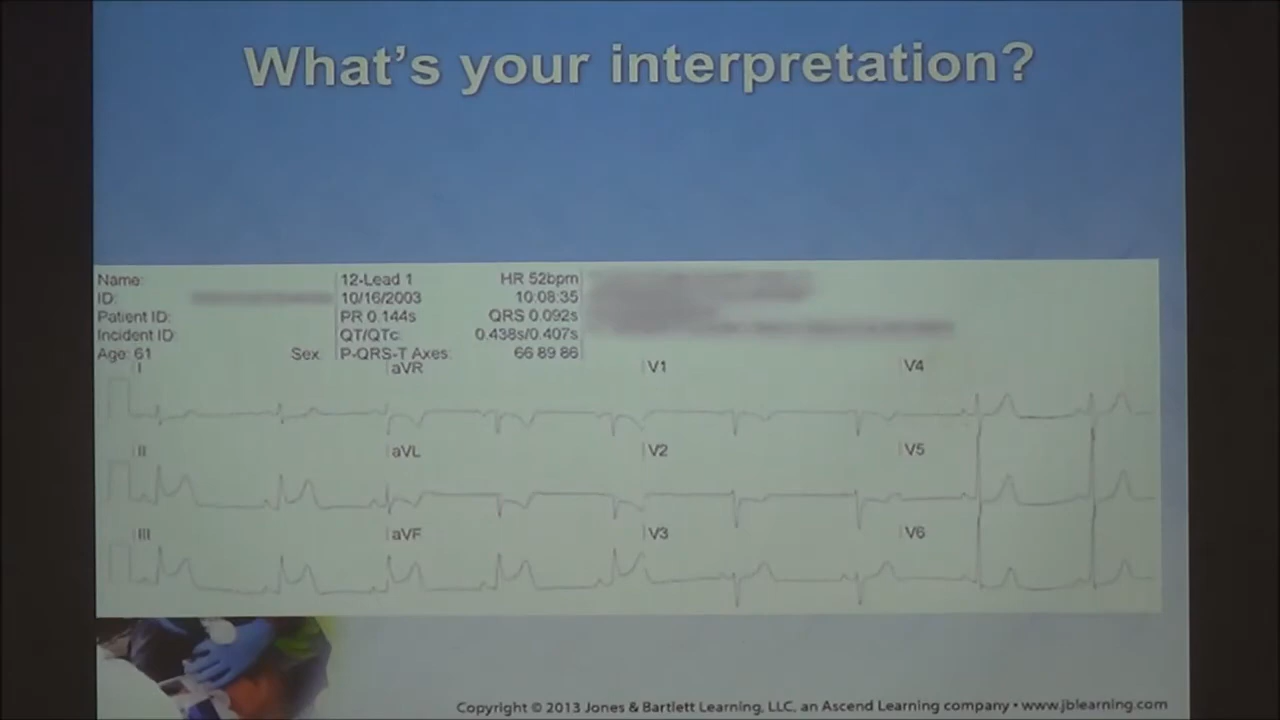 What's your interpretation?
Name: 12-Lead 1 HR 52bpm
ID: 10/16/2003 10:08:35
Patient ID: PR 0.144s QRS 0.092s
Incident ID: QT/QTc: 0.438s/0.407s
Age: 61 Sex: P-QRS-T Axes: 66 89 86
I aVR V1 V4
II aVL V2 V5
III aVF V3 V6
Copyright © 2013 Jones & Bartlett Learning, LLC, an Ascend Learning company • www.jblearning.com